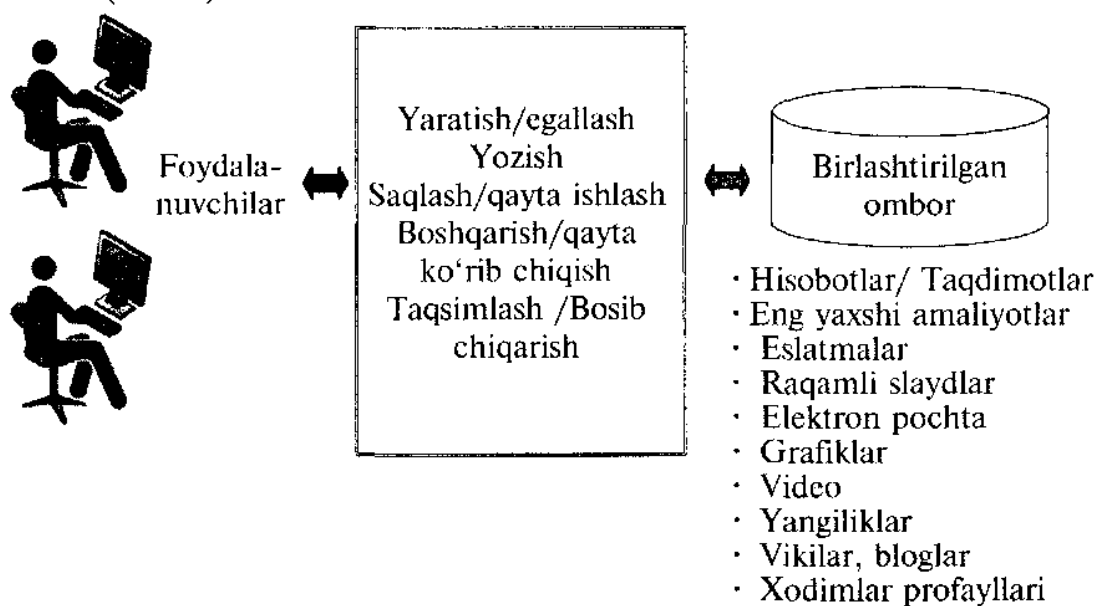 Foydala-
nuvchilar
Yaratish/egallash
Yozish
Saqlash/qayta ishlash
Boshqarish/qayta
ko‘rib chiqish
Taqsimlash /Bosib
chiqarish
Birlashtirilgan
ombor
· Hisobotlar/ Taqdimotlar
· Eng yaxshi amaliyotlar
· Eslatmalar
· Raqamli slaydlar
· Elektron pochta
· Grafiklar
· Video
· Yangiliklar
· Vikilar, bloglar
· Xodimlar profayllari